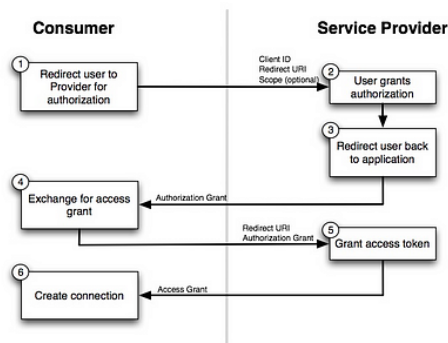 Consumer
Service Provider
1
Redirect user to
Provider for
authorization
Client ID
Redirect URI
Scope (optional)
2
User grants
authorization
3
Redirect user back
to application
4
Exchange for access
grant
Authorization Grant
Redirect URI
Authorization Grant
5
Grant access token
6
Create connection
Access Grant